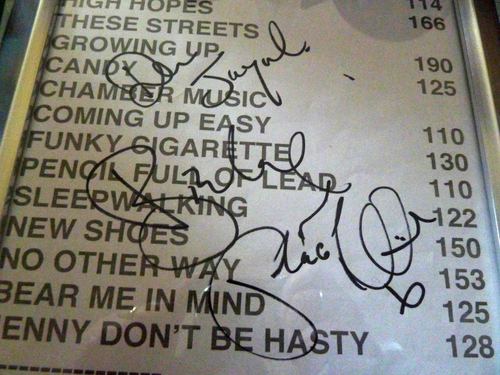 HIGH HOPES 114
THESE STREETS 166
GROWING UP
CANDY 190
CHAMBER MUSIC 125
COMING UP EASY
FUNKY CIGARETTE 110
PENCIL FULL OF LEAD 130
SLEEPWALKING 110
NEW SHOES 122
NO OTHER WAY 150
BEAR ME IN MIND 153
JENNY DON'T BE HASTY 125
128